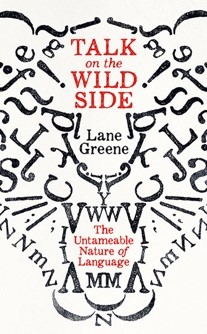 TALK
on the
WILD
SIDE
Lane
Greene
The
Untameable
Nature of
Language